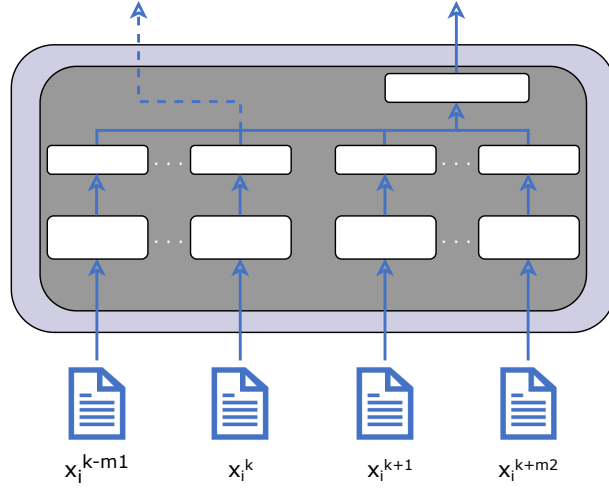 . . . . . .
. . . . . .
x_i^{k-m1} x_i^k x_i^{k+1} x_i^{k+m2}